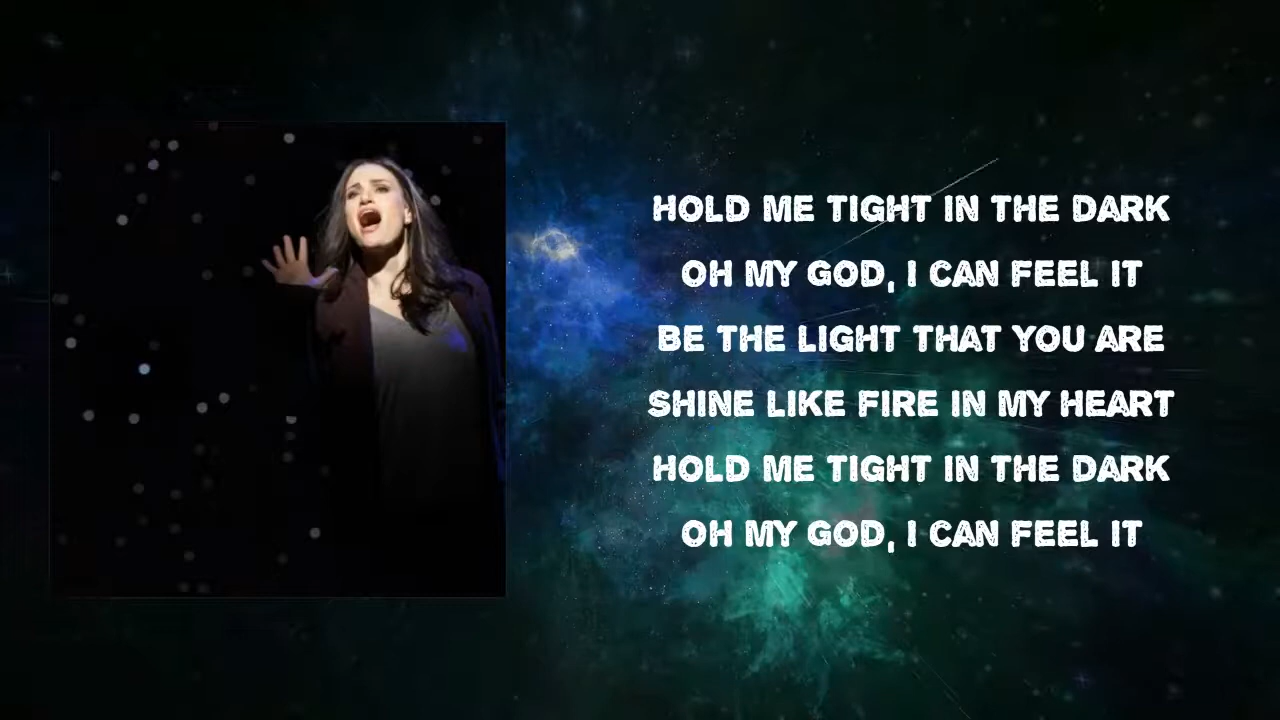 HOLD ME TIGHT IN THE DARK
OH MY GOD, I CAN FEEL IT
BE THE LIGHT THAT YOU ARE
SHINE LIKE FIRE IN MY HEART
HOLD ME TIGHT IN THE DARK
OH MY GOD, I CAN FEEL IT